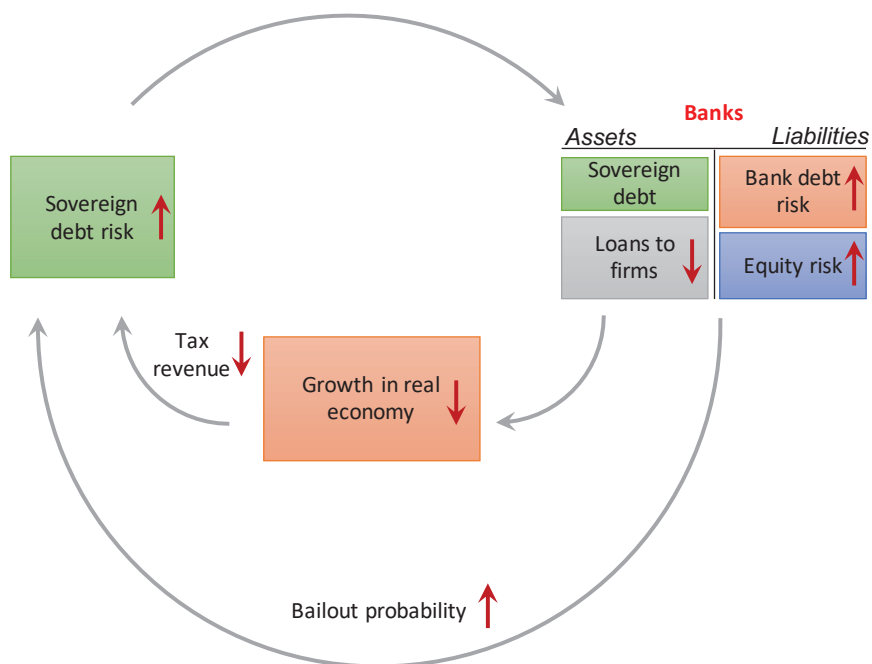 Banks
Assets
Liabilities
Sovereign
debt
Bank debt
risk
Sovereign
debt risk
Loans to
firms
Equity risk
Tax
revenue
Growth in real
economy
Bailout probability